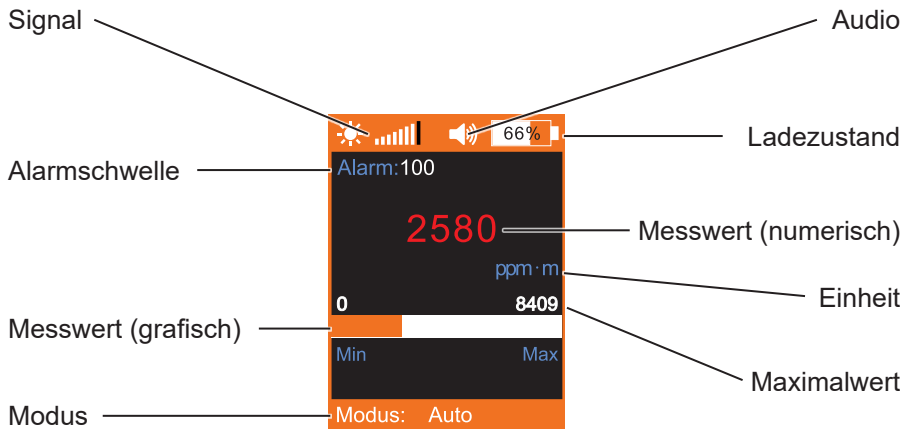 Signal
Audio
66%
Ladezustand
Alarmschwelle
Alarm:100
2580
Messwert (numerisch)
ppm·m
Einheit
0 8409
Messwert (grafisch)
Min Max
Maximalwert
Modus
Modus: Auto